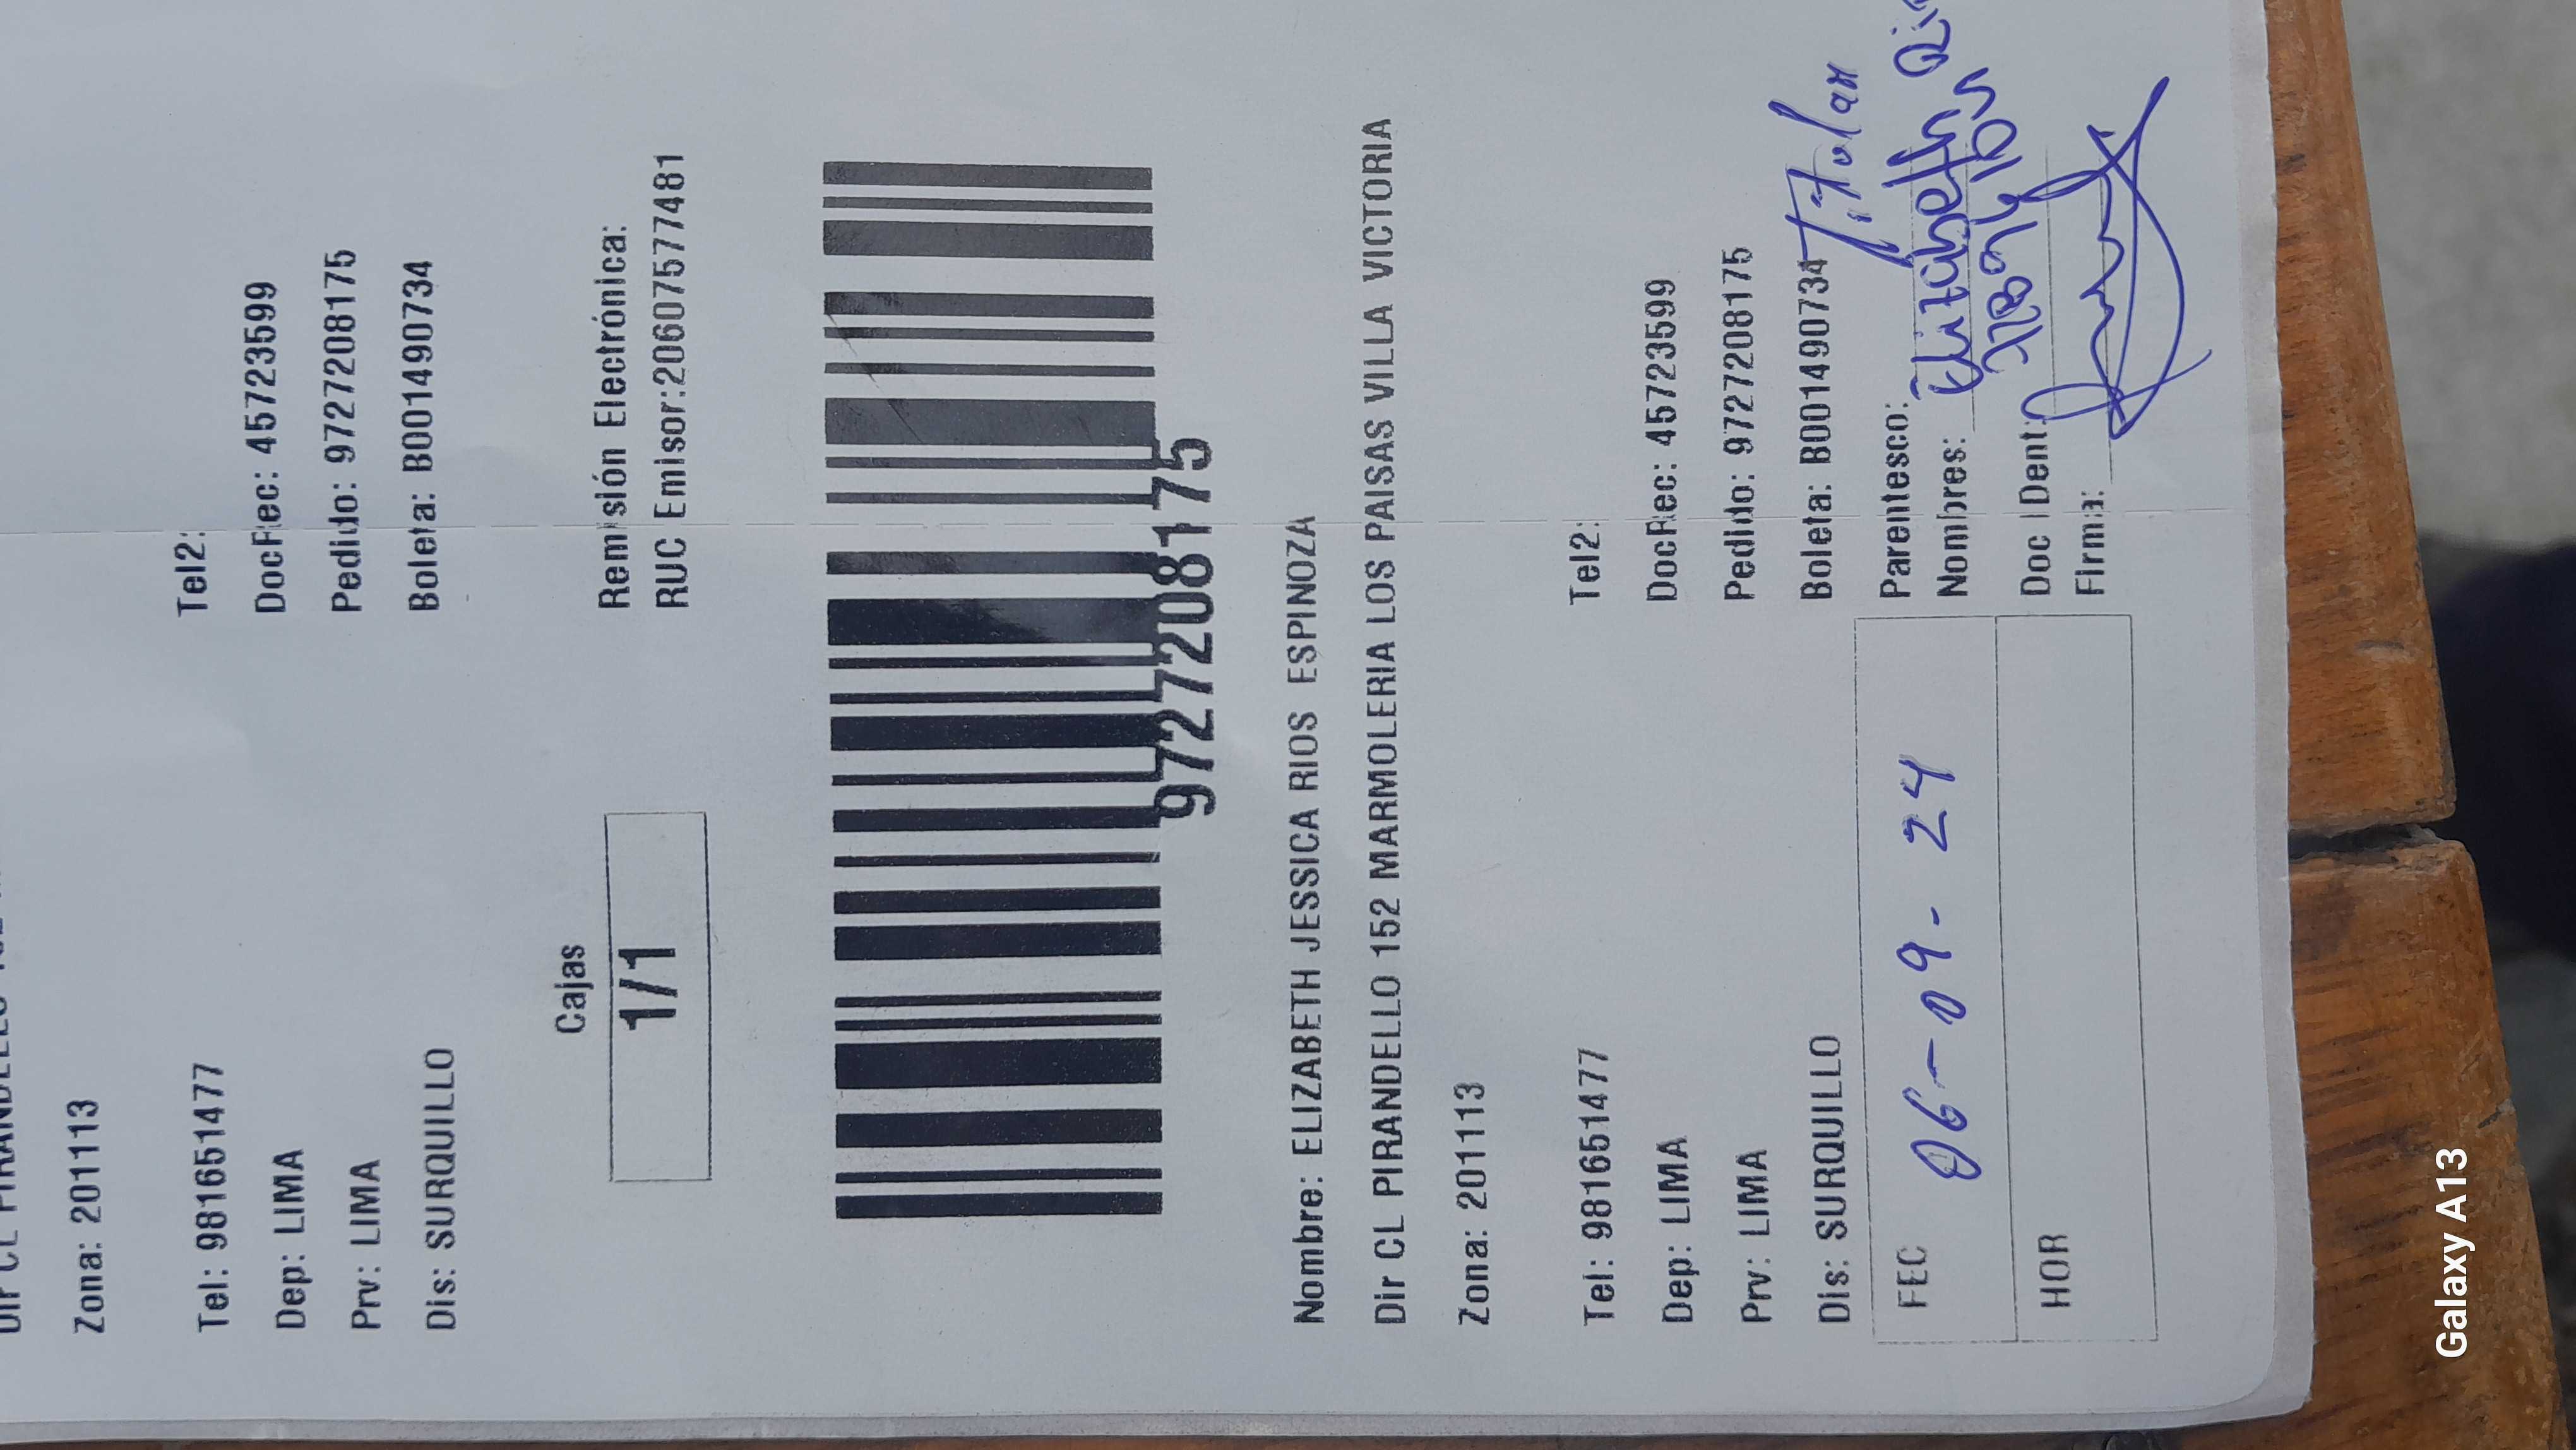 Zona: 201113
Tel: 981651477
Tel2:
Dep: LIMA
DocRec: 45723599
Prv: LIMA
Pedido: 9727208175
Dis: SURQUILLO
Boleta: B001490734
Cajas
1/1
Remisión Electrónica:
RUC Emisor:20607577481
9727208175
Nombre: ELIZABETH JESSICA RIOS ESPINOZA
Dir CL PIRANDELLO 152 MARMOLERIA LOS PAISAS VILLA VICTORIA
Zona: 201113
Tel: 981651477
Tel2:
Dep: LIMA
DocRec: 45723599
Prv: LIMA
Pedido: 9727208175
Dis: SURQUILLO
Boleta: B001490734
FEC 06-09-24
Parentesco: Titular
Nombres: Elizabeth
HOR
Doc IDent:
Firma:
Galaxy A13